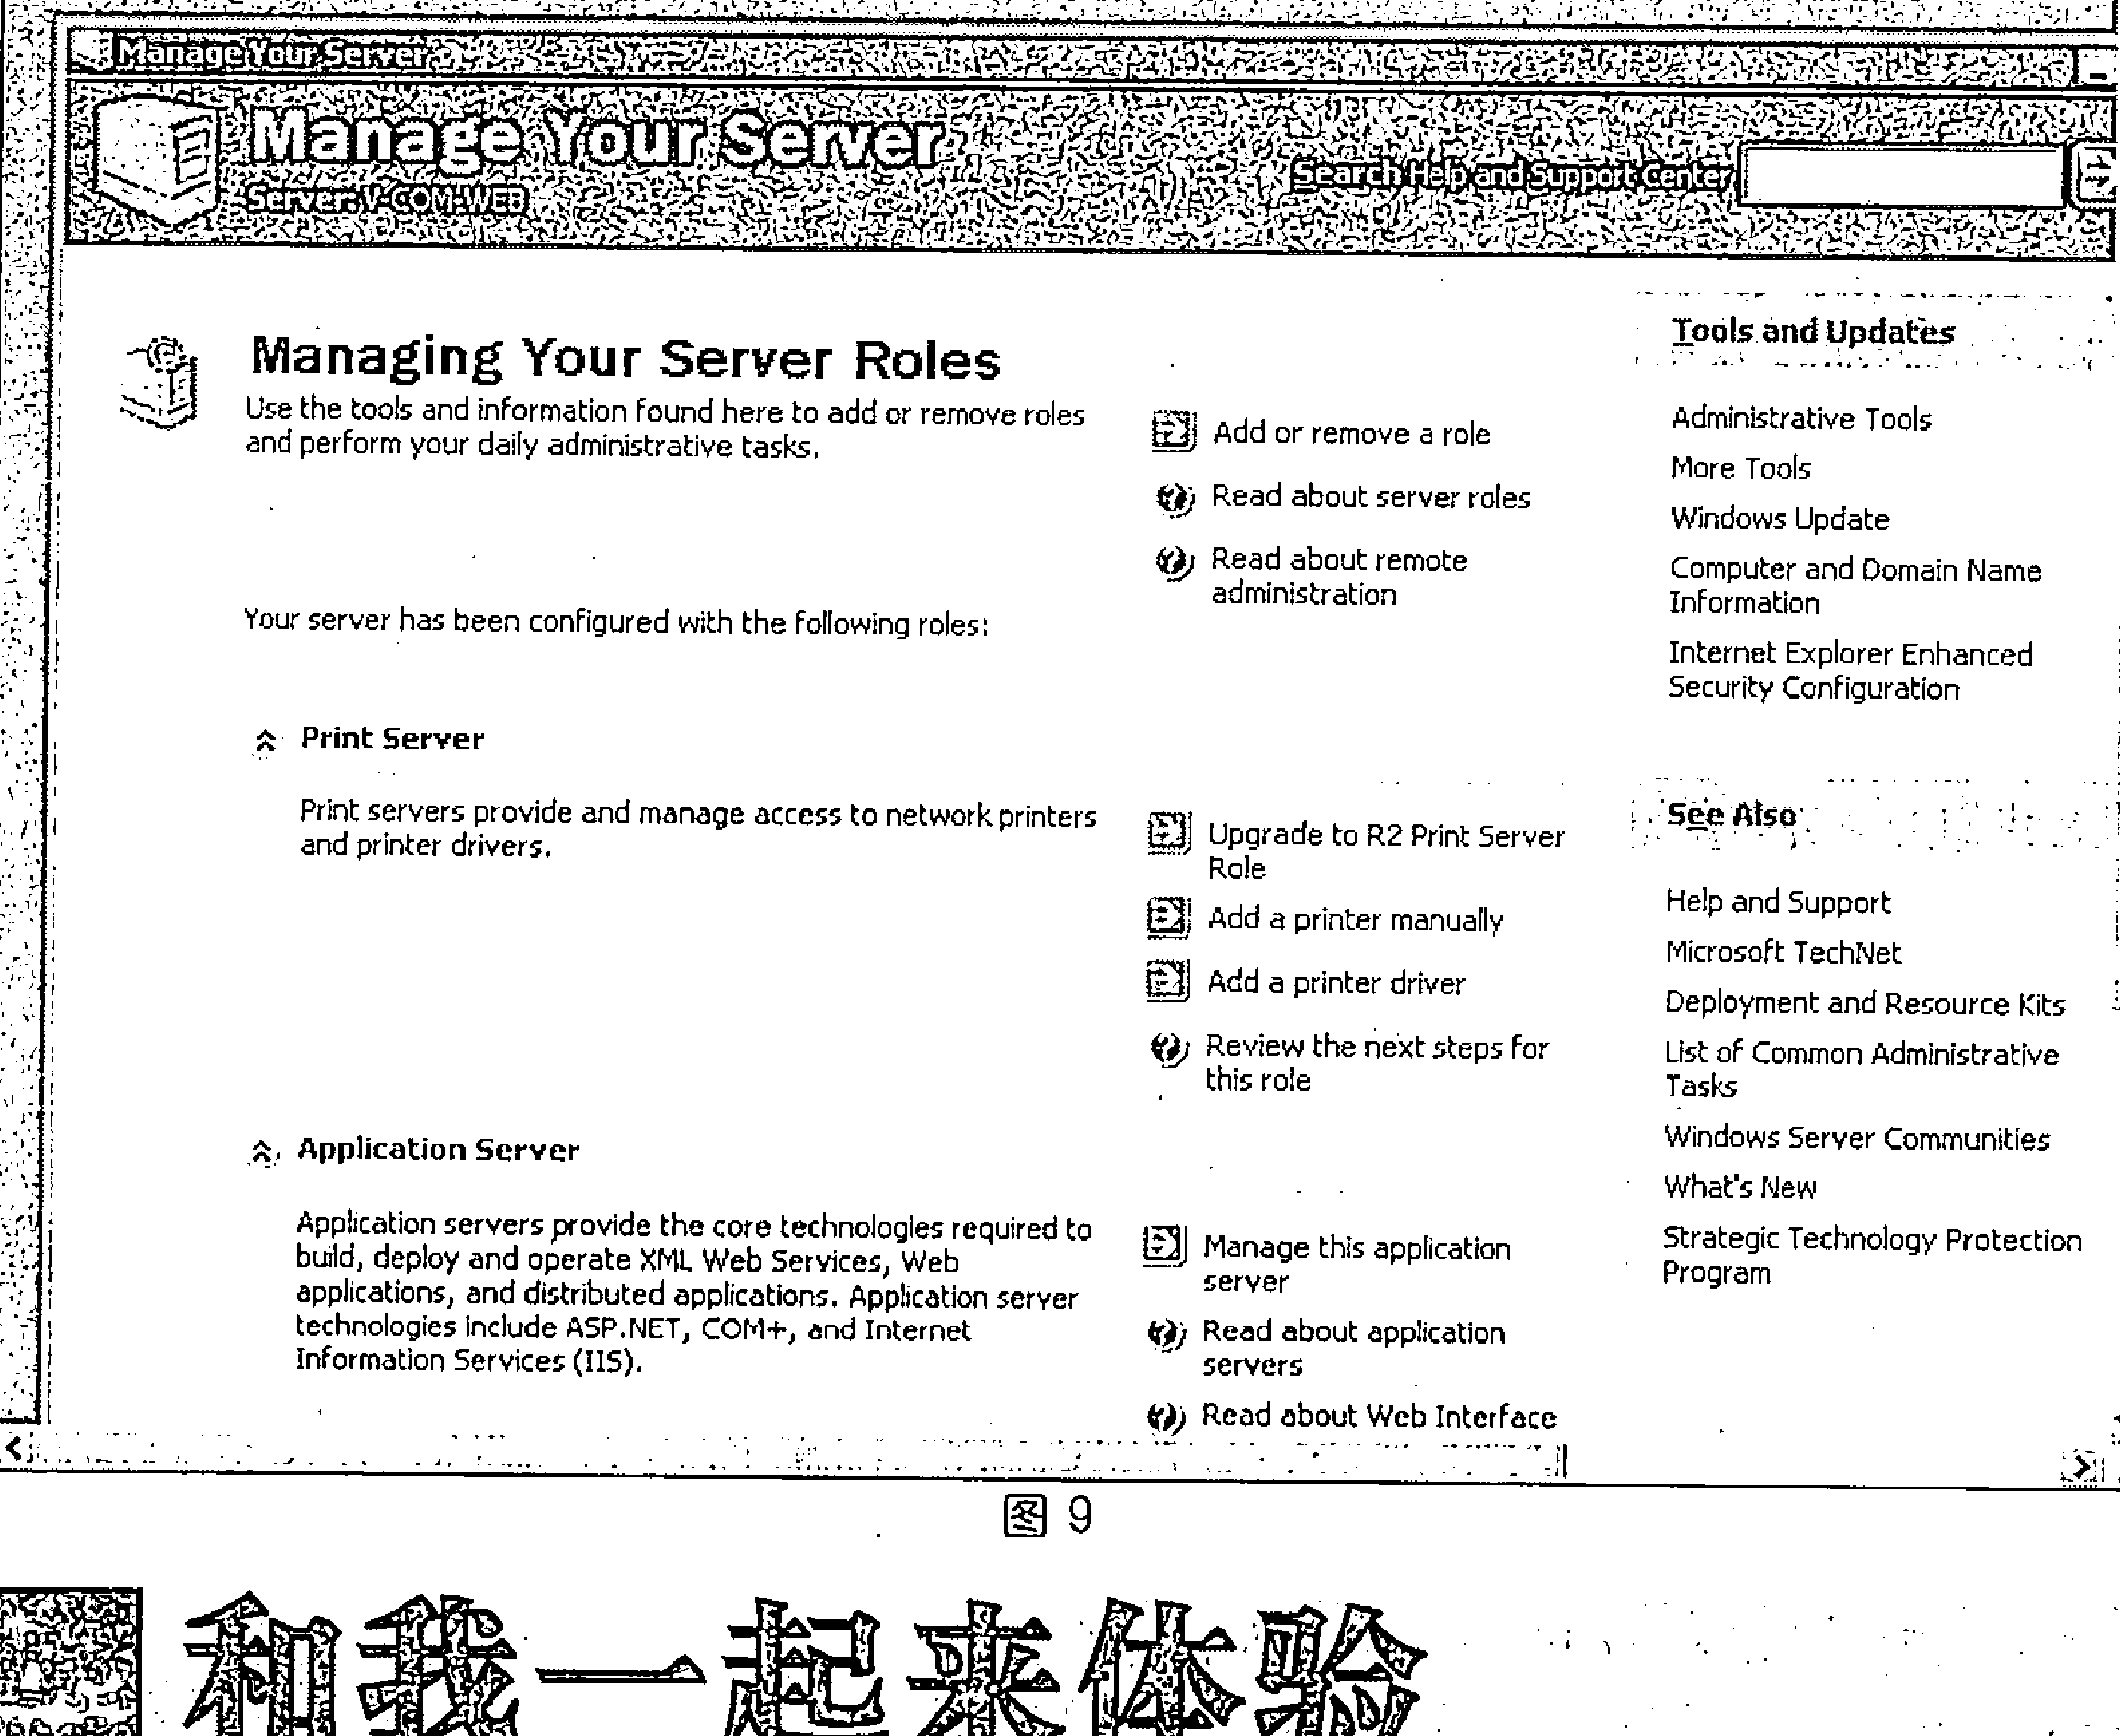 Manage Your Server
Manage Your Server
Server: V-COM-WEB
Search Help and Support Center
Managing Your Server Roles
Use the tools and information found here to add or remove roles
and perform your daily administrative tasks.
Add or remove a role
Read about server roles
Read about remote
administration
Your server has been configured with the following roles:
Print Server
Print servers provide and manage access to network printers
and printer drivers.
Upgrade to R2 Print Server
Role
Add a printer manually
Add a printer driver
Review the next steps for
this role
Application Server
Application servers provide the core technologies required to
build, deploy and operate XML Web Services, Web
applications, and distributed applications. Application server
technologies include ASP.NET, COM+, and Internet
Information Services (IIS).
Manage this application
server
Read about application
servers
Read about Web Interface
Tools and Updates
Administrative Tools
More Tools
Windows Update
Computer and Domain Name
Information
Internet Explorer Enhanced
Security Configuration
See Also
Help and Support
Microsoft TechNet
Deployment and Resource Kits
List of Common Administrative
Tasks
Windows Server Communities
What's New
Strategic Technology Protection
Program
图 9
和我一起来体验